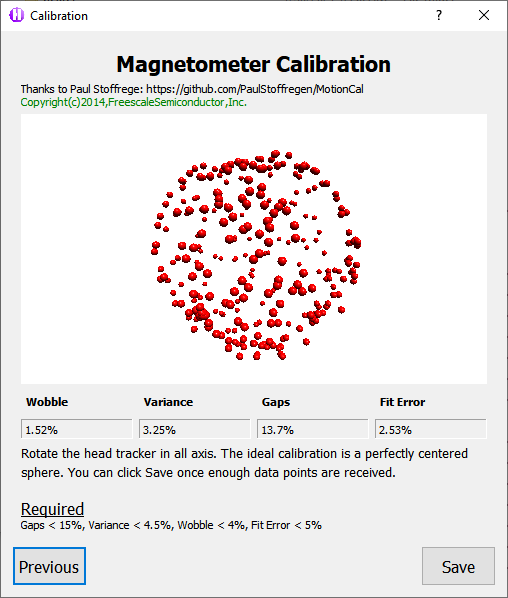 Calibration
Magnetometer Calibration
Thanks to Paul Stoffrege: https://github.com/PaulStoffregen/MotionCal
Copyright(c)2014,FreescaleSemiconductor,Inc.
Wobble Variance Gaps Fit Error
1.52% 3.25% 13.7% 2.53%
Rotate the head tracker in all axis. The ideal calibration is a perfectly centered
sphere. You can click Save once enough data points are received.
Required
Gaps < 15%, Variance < 4.5%, Wobble < 4%, Fit Error < 5%
Previous Save